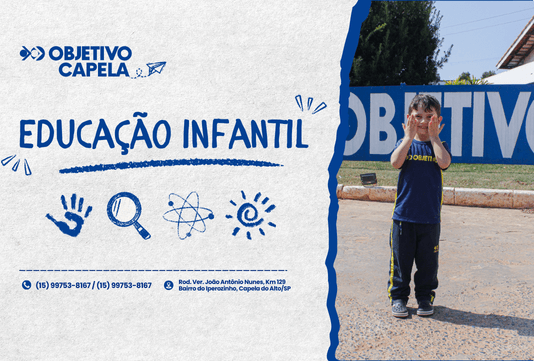 OBJETIVO
CAPELA
EDUCAÇÃO INFANTIL
(15) 99753-8167 / (15) 99753-8167
Rod. Ver. João Antônio Nunes, Km 129
Bairro do Iperozinho, Capela do Alto/SP
OBJETIVO
OBJETIVO